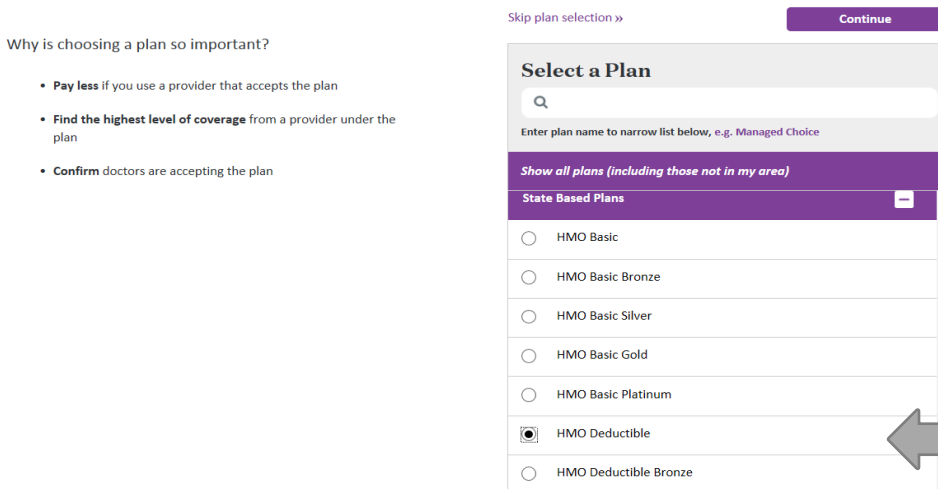 Skip plan selection »
Continue
Why is choosing a plan so important?
• Pay less if you use a provider that accepts the plan
• Find the highest level of coverage from a provider under the
plan
• Confirm doctors are accepting the plan
Select a Plan
Enter plan name to narrow list below, e.g. Managed Choice
Show all plans (including those not in my area)
State Based Plans
HMO Basic
HMO Basic Bronze
HMO Basic Silver
HMO Basic Gold
HMO Basic Platinum
HMO Deductible
HMO Deductible Bronze